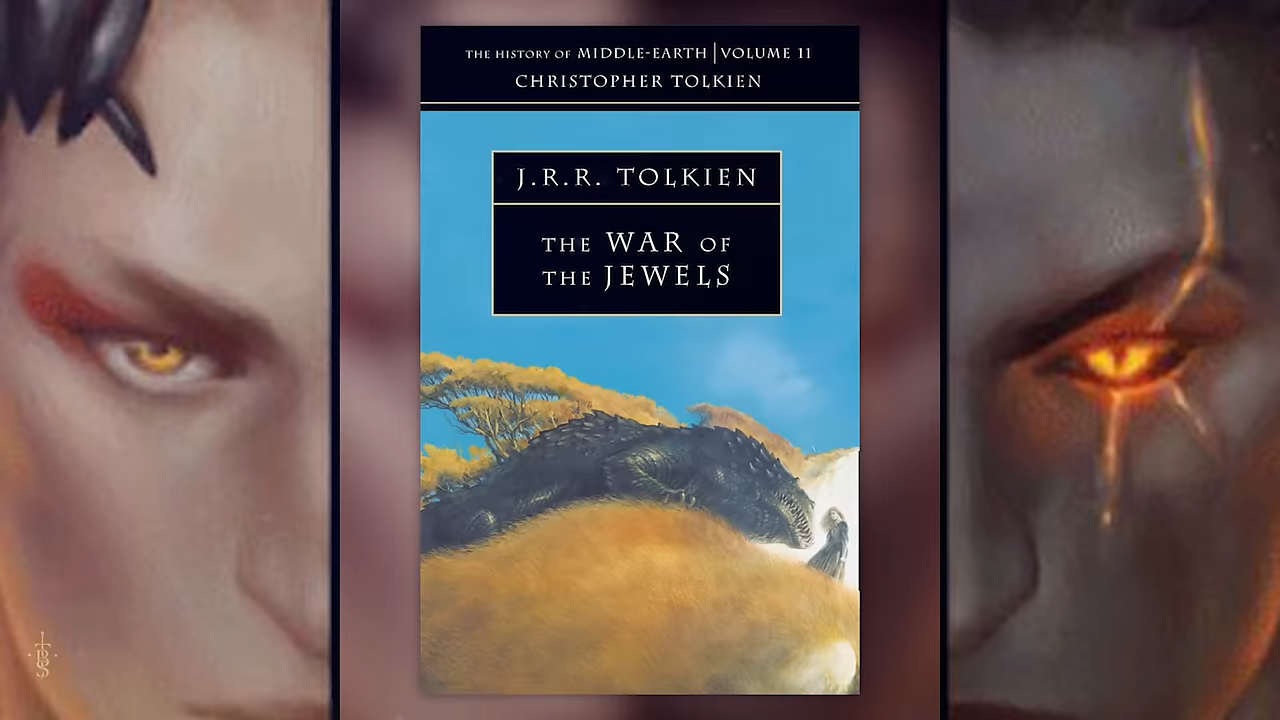 THE HISTORY OF MIDDLE-EARTH | VOLUME 11
CHRISTOPHER TOLKIEN
J.R.R. TOLKIEN
THE WAR OF
THE JEWELS